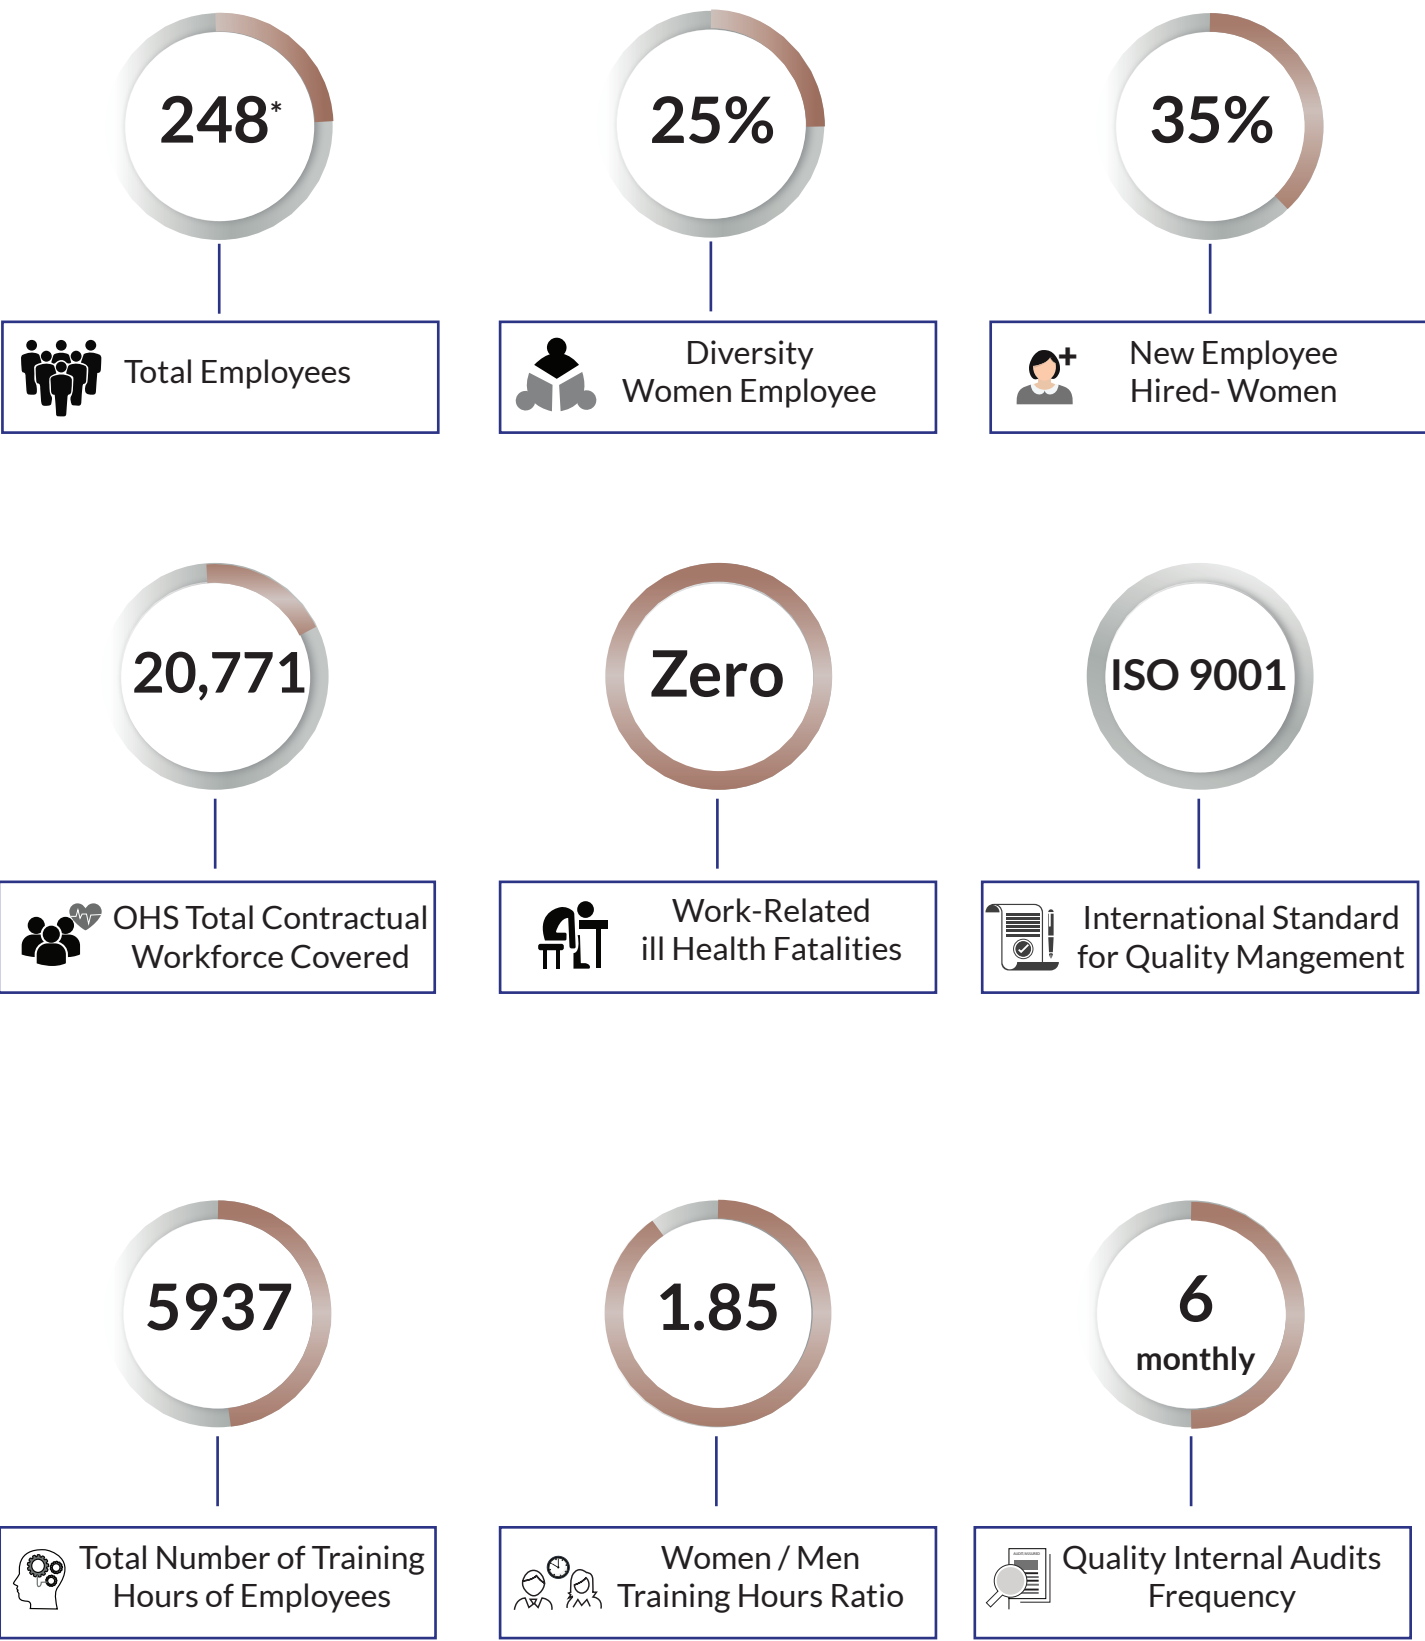 248*
Total Employees
25%
Diversity
Women Employee
35%
New Employee
Hired- Women
20,771
OHS Total Contractual
Workforce Covered
Zero
Work-Related
ill Health Fatalities
ISO 9001
International Standard
for Quality Mangement
5937
Total Number of Training
Hours of Employees
1.85
Women / Men
Training Hours Ratio
6
monthly
Quality Internal Audits
Frequency